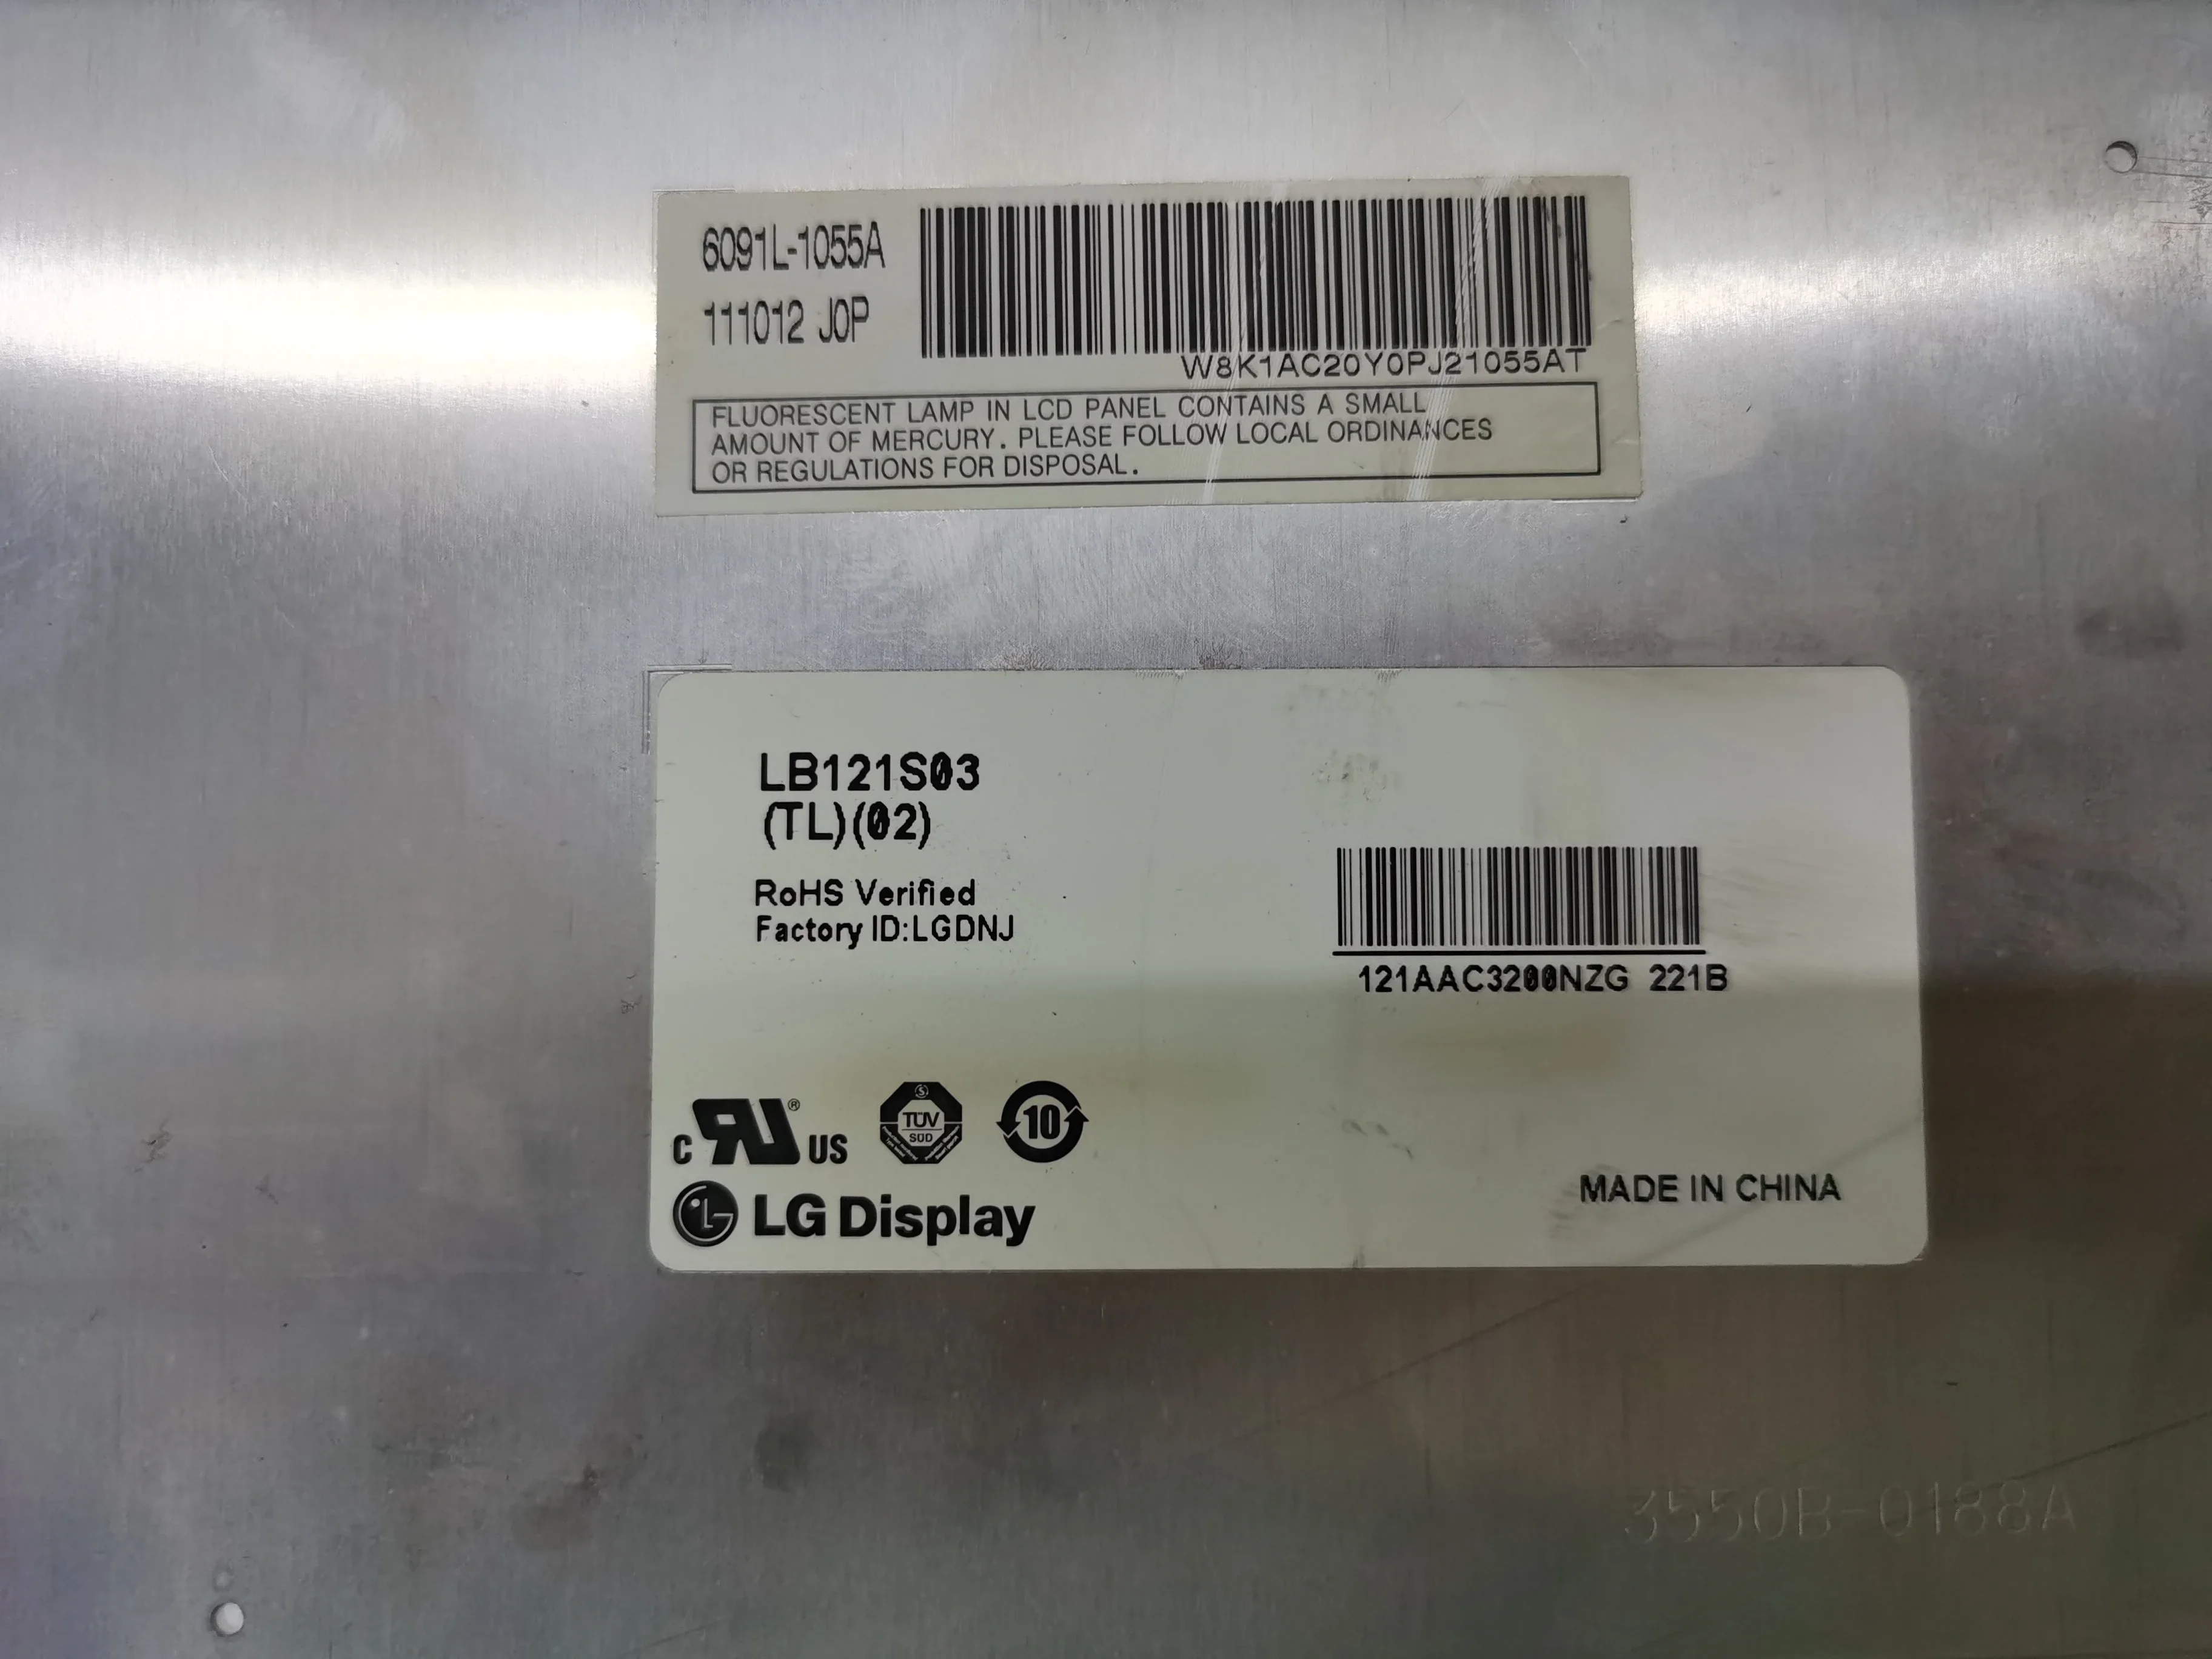 6091L-1055A
111012 JOP
W8K1AC20Y0PJ21055AT
FLUORESCENT LAMP IN LCD PANEL CONTAINS A SMALL
AMOUNT OF MERCURY. PLEASE FOLLOW LOCAL ORDINANCES
OR REGULATIONS FOR DISPOSAL.
LB121S03
(TL)(02)
RoHS Verified
Factory ID:LGDNJ
121AAC3200NZG 221B
C RU® US
S
TÜV
SÜD
10
LG Display
MADE IN CHINA
3550B-0188A